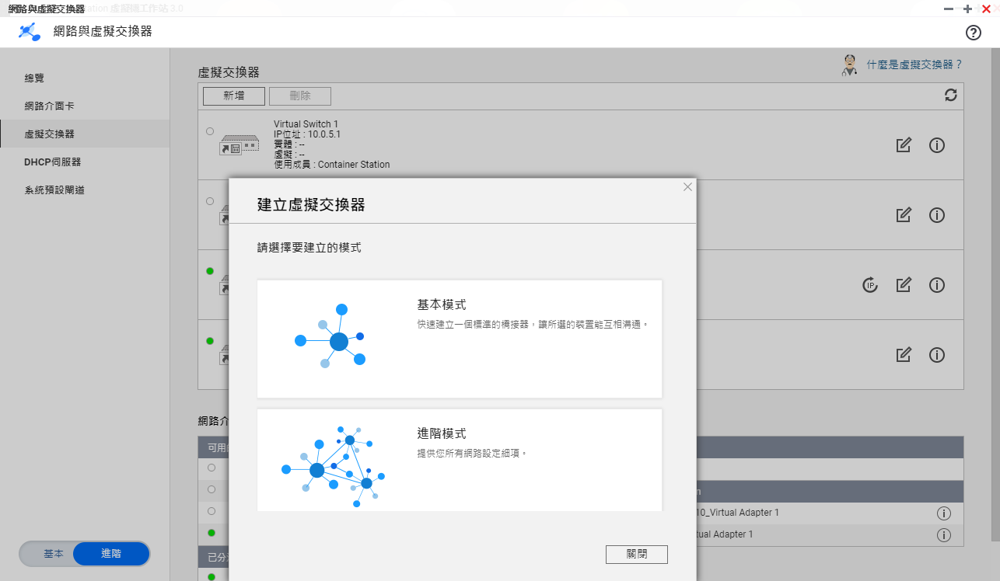 網路與虛擬交換器
網路與虛擬交換器
總覽
網路介面卡
虛擬交換器
DHCP伺服器
系統預設閘道
基本
進階
虛擬交換器
什麼是虛擬交換器？
新增
刪除
Virtual Switch 1
IP位址 : 10.0.5.1
實體 : --
虛擬 : --
使用成員 : Container Station
建立虛擬交換器
請選擇要建立的模式
基本模式
快速建立一個標準的橋接器，讓所選的裝置能互相溝通。
進階模式
提供您所有網路設定細項。
關閉
網路介
可用
10_Virtual Adapter 1
tual Adapter 1
已分
IP